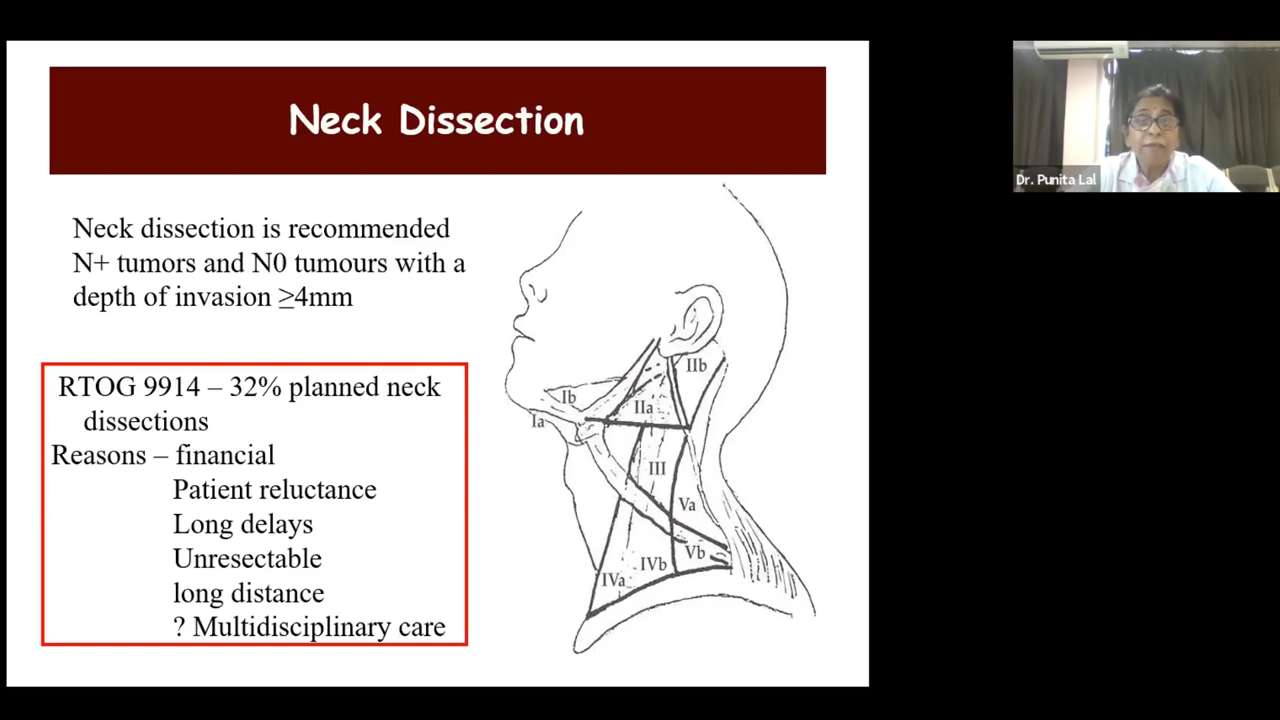 Neck Dissection
Neck dissection is recommended
N+ tumors and N0 tumours with a
depth of invasion ≥4mm
RTOG 9914 – 32% planned neck
dissections
Reasons – financial
Patient reluctance
Long delays
Unresectable
long distance
? Multidisciplinary care
IIb
Ib
IIa
Ia
III
Va
Vb
IVb
IVa
Dr. Punita Lal